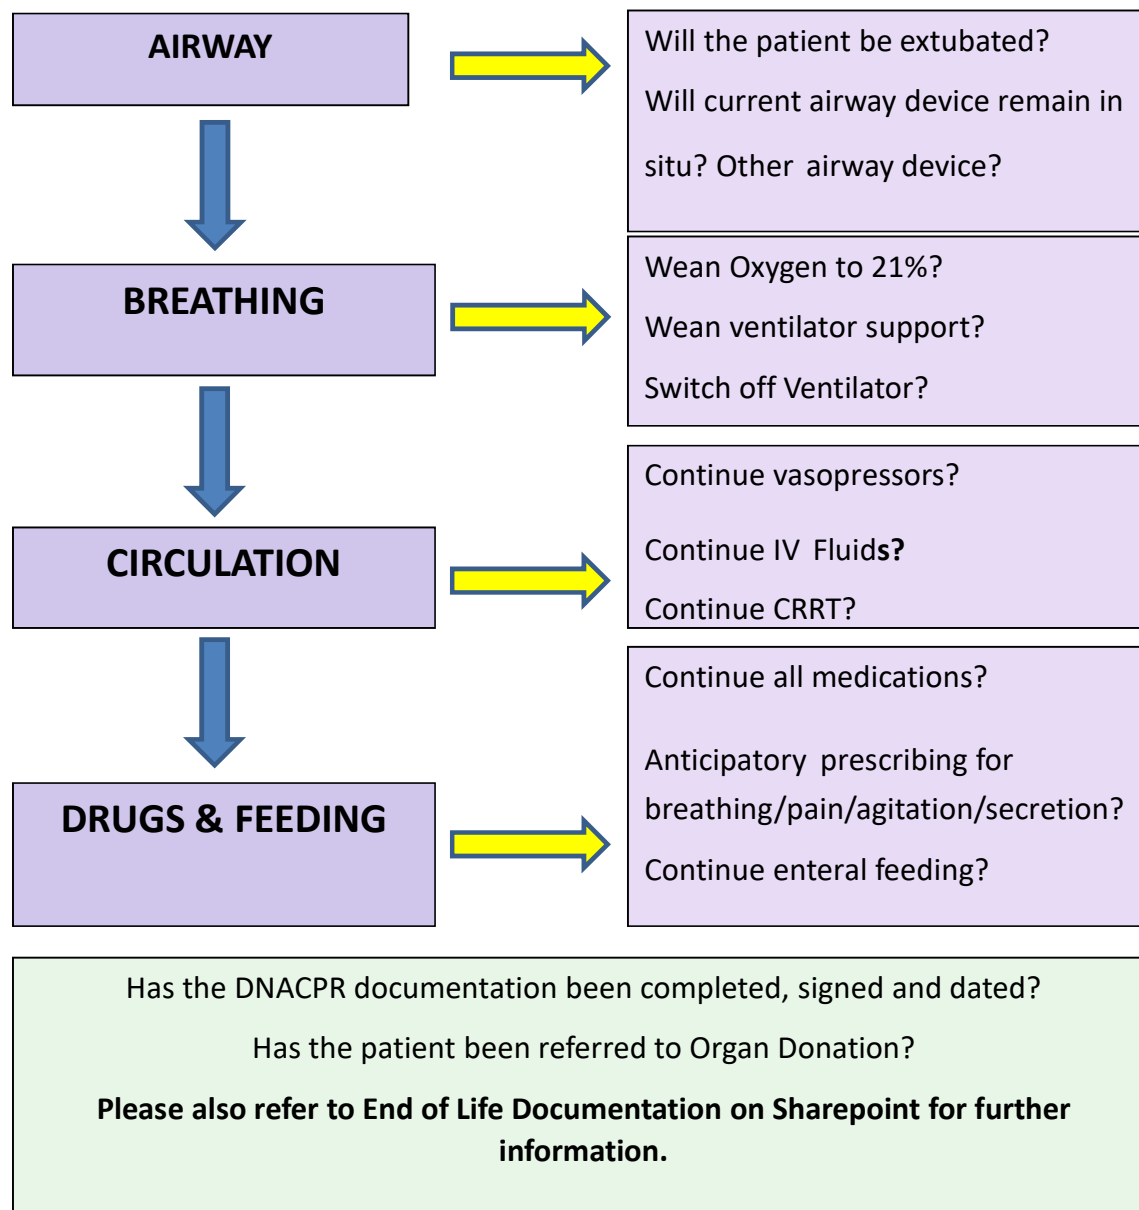 AIRWAY
Will the patient be extubated?
Will current airway device remain in
situ? Other airway device?
BREATHING
Wean Oxygen to 21%?
Wean ventilator support?
Switch off Ventilator?
CIRCULATION
Continue vasopressors?
Continue IV Fluids?
Continue CRRT?
DRUGS & FEEDING
Continue all medications?
Anticipatory prescribing for
breathing/pain/agitation/secretion?
Continue enteral feeding?
Has the DNACPR documentation been completed, signed and dated?
Has the patient been referred to Organ Donation?
Please also refer to End of Life Documentation on Sharepoint for further
information.